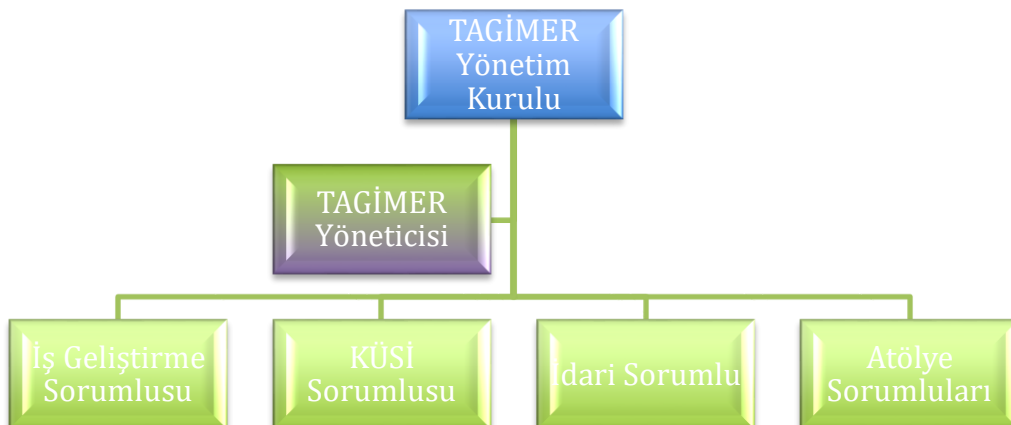 TAGİMER
Yönetim
Kurulu
TAGİMER
Yöneticisi
İş Geliştirme
Sorumlusu
KÜSİ
Sorumlusu
İdari Sorumlu
Atölye
Sorumluları